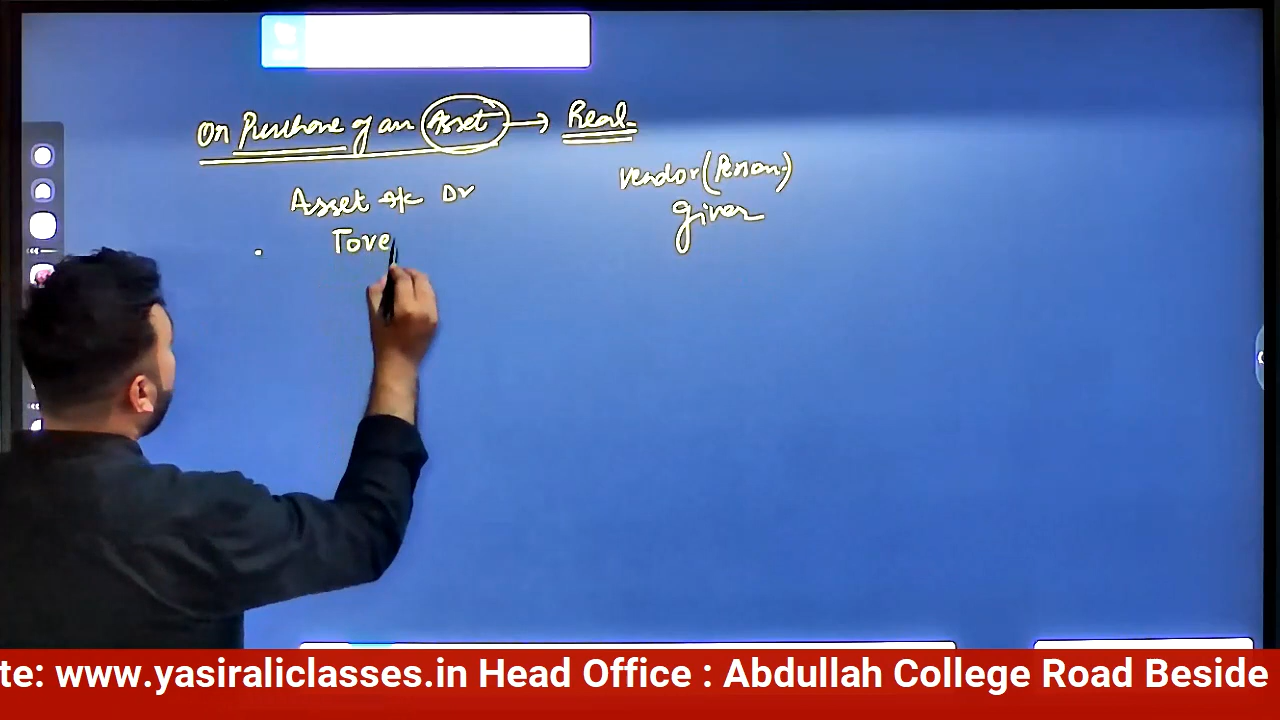 On Purchase of an Asset → Real
Asset A/c Dr
To ve
Vendor (Person)
giver
te: www.yasiraliclasses.in Head Office : Abdullah College Road Beside